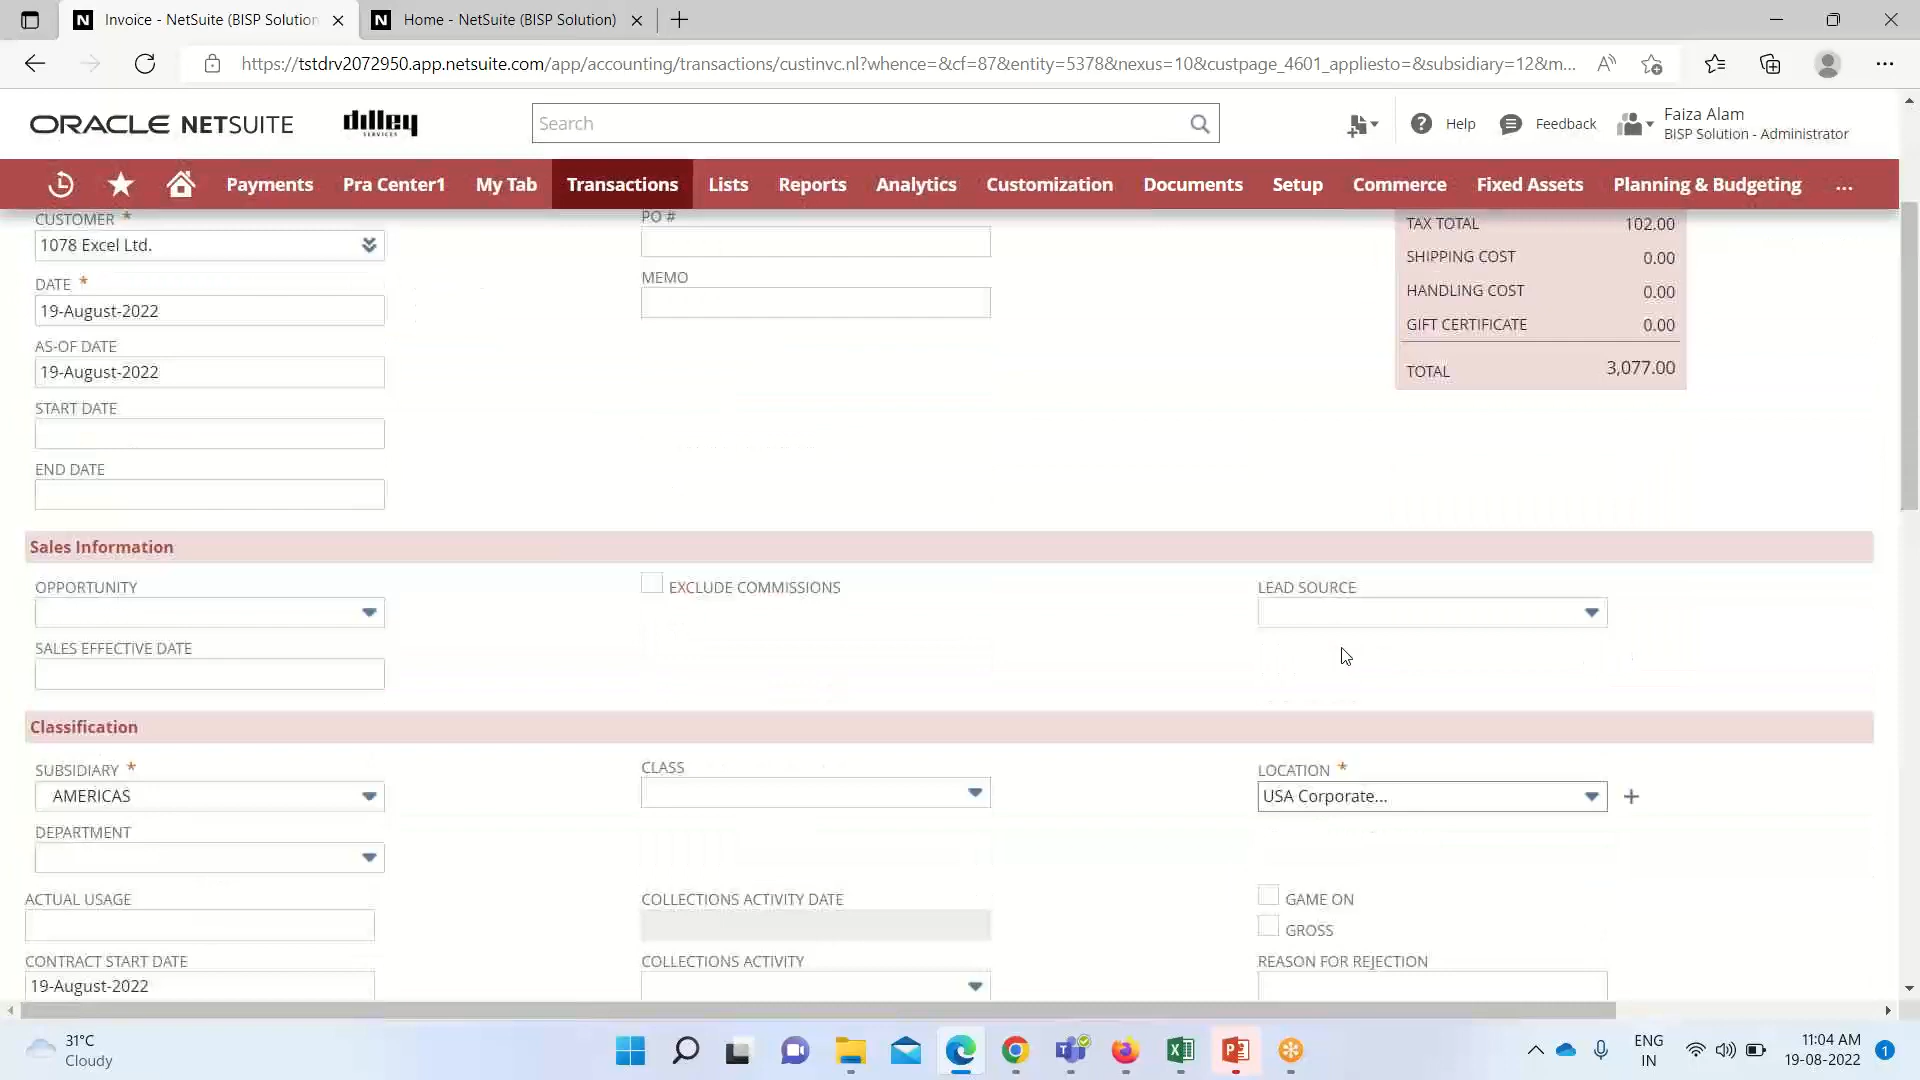 Invoice - NetSuite (BISP Solution
Home - NetSuite (BISP Solution)
https://tstdrv2072950.app.netsuite.com/app/accounting/transactions/custinvc.nl?whence=&cf=87&entity=5378&nexus=10&custpage_4601_appliesto=&subsidiary=12&m...
ORACLE NETSUITE
dilley
SERVICES
Search
Help
Feedback
Faiza Alam
BISP Solution - Administrator
Payments
Pra Center1
My Tab
Transactions
Lists
Reports
Analytics
Customization
Documents
Setup
Commerce
Fixed Assets
Planning & Budgeting
...
CUSTOMER *
1078 Excel Ltd.
DATE *
19-August-2022
AS-OF DATE
19-August-2022
START DATE
END DATE
PO #
MEMO
TAX TOTAL 102.00
SHIPPING COST 0.00
HANDLING COST 0.00
GIFT CERTIFICATE 0.00
TOTAL 3,077.00
Sales Information
OPPORTUNITY
SALES EFFECTIVE DATE
EXCLUDE COMMISSIONS
LEAD SOURCE
Classification
SUBSIDIARY *
AMERICAS
DEPARTMENT
CLASS
LOCATION *
USA Corporate...
ACTUAL USAGE
CONTRACT START DATE
19-August-2022
COLLECTIONS ACTIVITY DATE
COLLECTIONS ACTIVITY
GAME ON
GROSS
REASON FOR REJECTION
31°C
Cloudy
ENG
IN
11:04 AM
19-08-2022
1